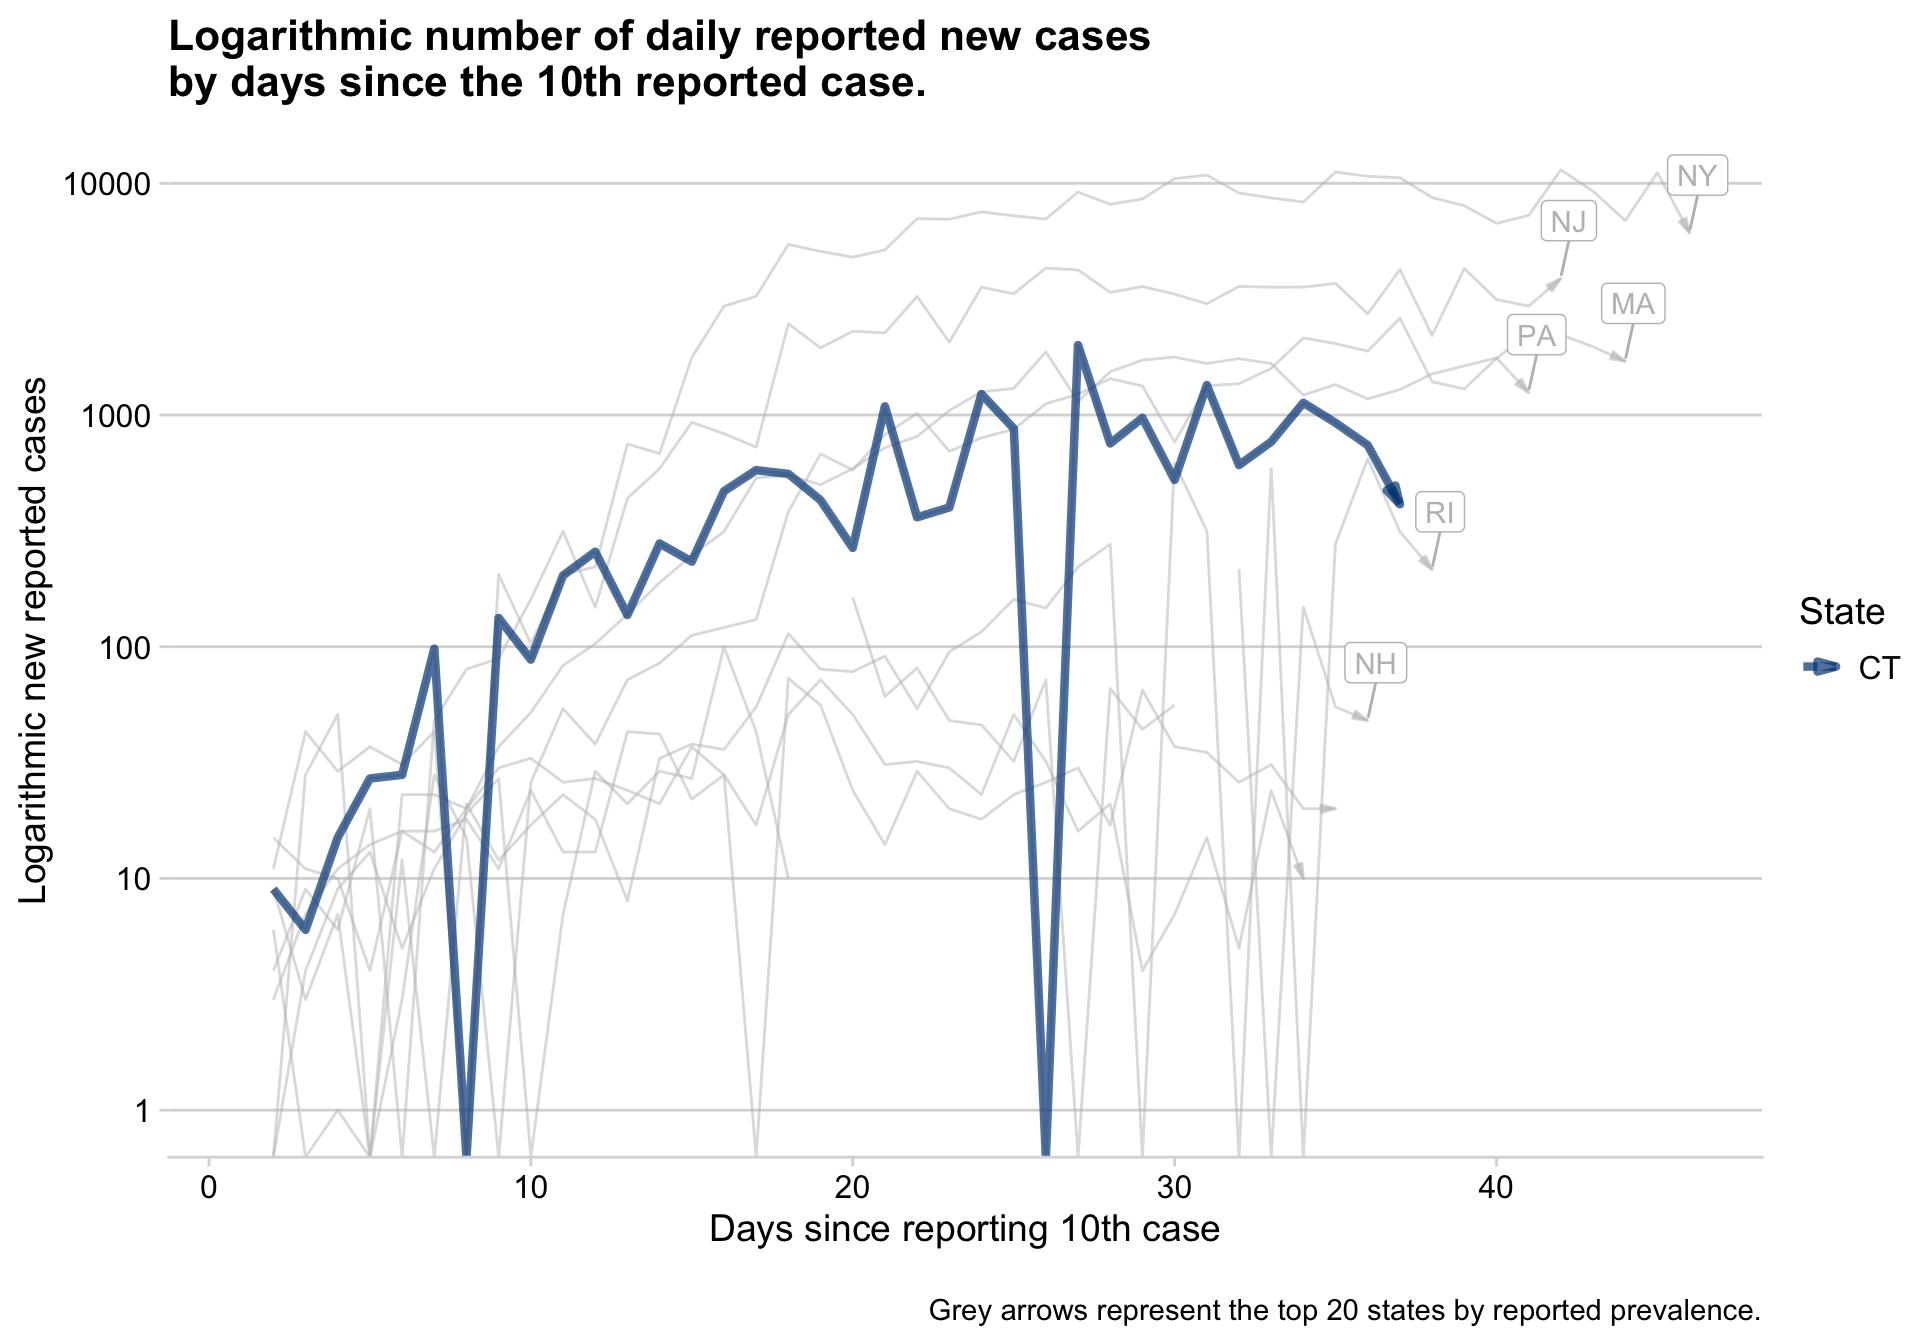 Logarithmic number of daily reported new cases
by days since the 10th reported case.
Logarithmic new reported cases
10000
1000
100
10
1
NY
NJ
MA
PA
RI
NH
State
CT
0 10 20 30 40
Days since reporting 10th case
Grey arrows represent the top 20 states by reported prevalence.